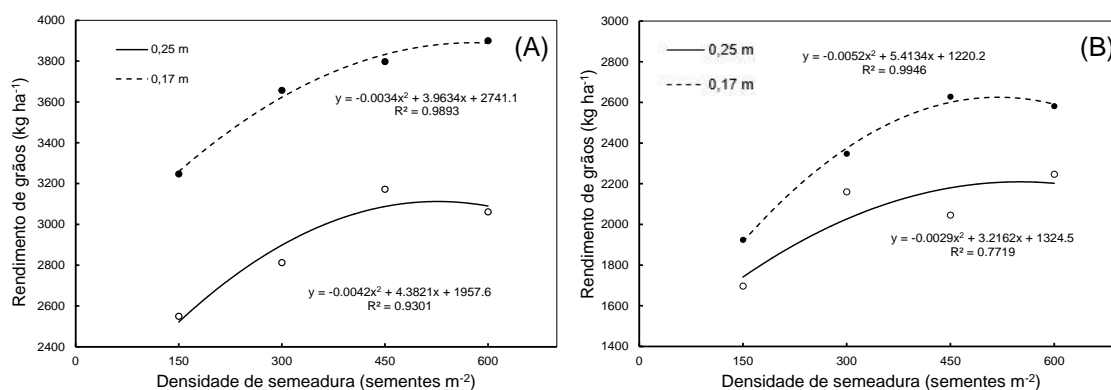 (A)
0,25 m
0,17 m
y = -0.0034x² + 3.9634x + 2741.1
R² = 0.9893
y = -0.0042x² + 4.3821x + 1957.6
R² = 0.9301
Rendimento de grãos (kg ha⁻¹)
4000
3800
3600
3400
3200
3000
2800
2600
2400
0 150 300 450 600
Densidade de semeadura (sementes m⁻²)
(B)
0,25 m
0,17 m
y = -0.0052x² + 5.4134x + 1220.2
R² = 0.9946
y = -0.0029x² + 3.2162x + 1324.5
R² = 0.7719
Rendimento de grãos (kg ha⁻¹)
3000
2800
2600
2400
2200
2000
1800
1600
1400
0 150 300 450 600
Densidade de semeadura (sementes m⁻²)